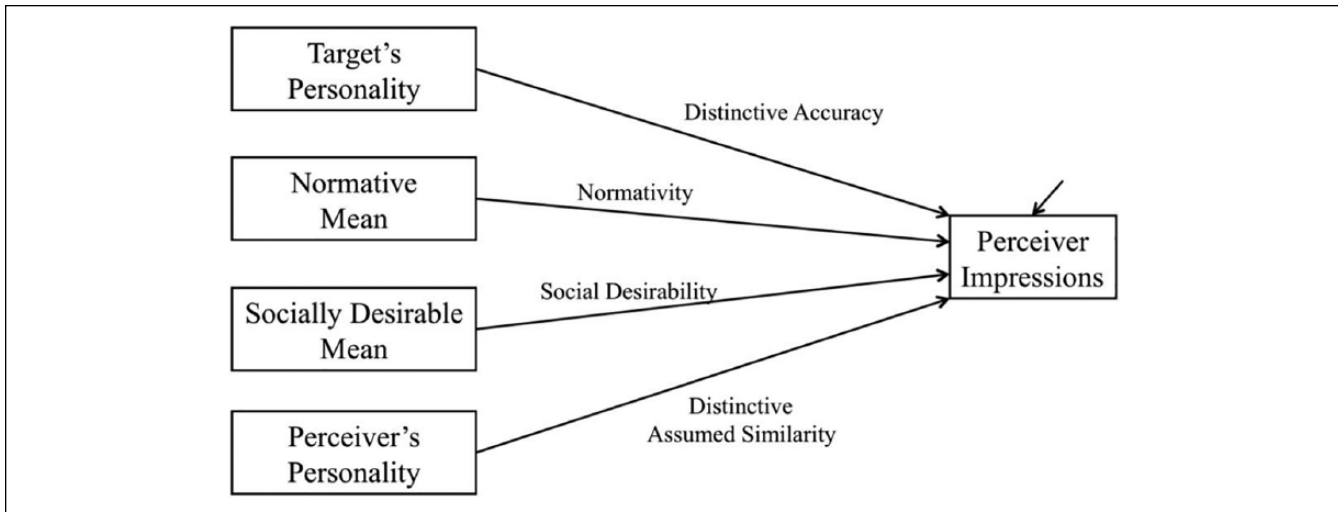 Target's
Personality
Distinctive Accuracy
Normative
Mean
Normativity
Perceiver
Impressions
Socially Desirable
Mean
Social Desirability
Distinctive
Assumed Similarity
Perceiver's
Personality